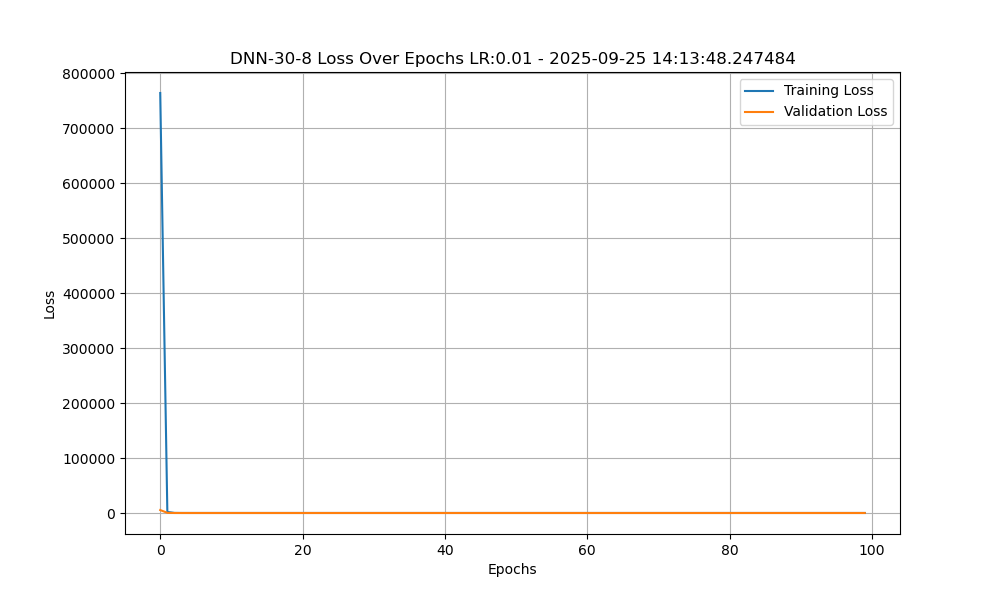 DNN-30-8 Loss Over Epochs LR:0.01 - 2025-09-25 14:13:48.247484
Training Loss
Validation Loss
800000
700000
600000
500000
400000
300000
200000
100000
0
Loss
0 20 40 60 80 100
Epochs